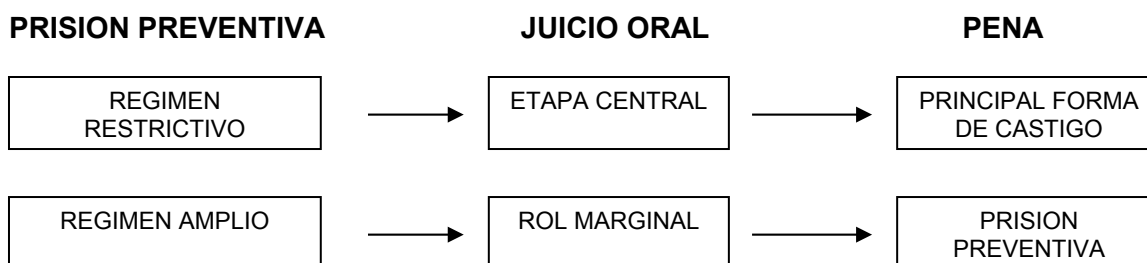 PRISION PREVENTIVA
JUICIO ORAL
PENA
REGIMEN
RESTRICTIVO
ETAPA CENTRAL
PRINCIPAL FORMA
DE CASTIGO
REGIMEN AMPLIO
ROL MARGINAL
PRISION
PREVENTIVA